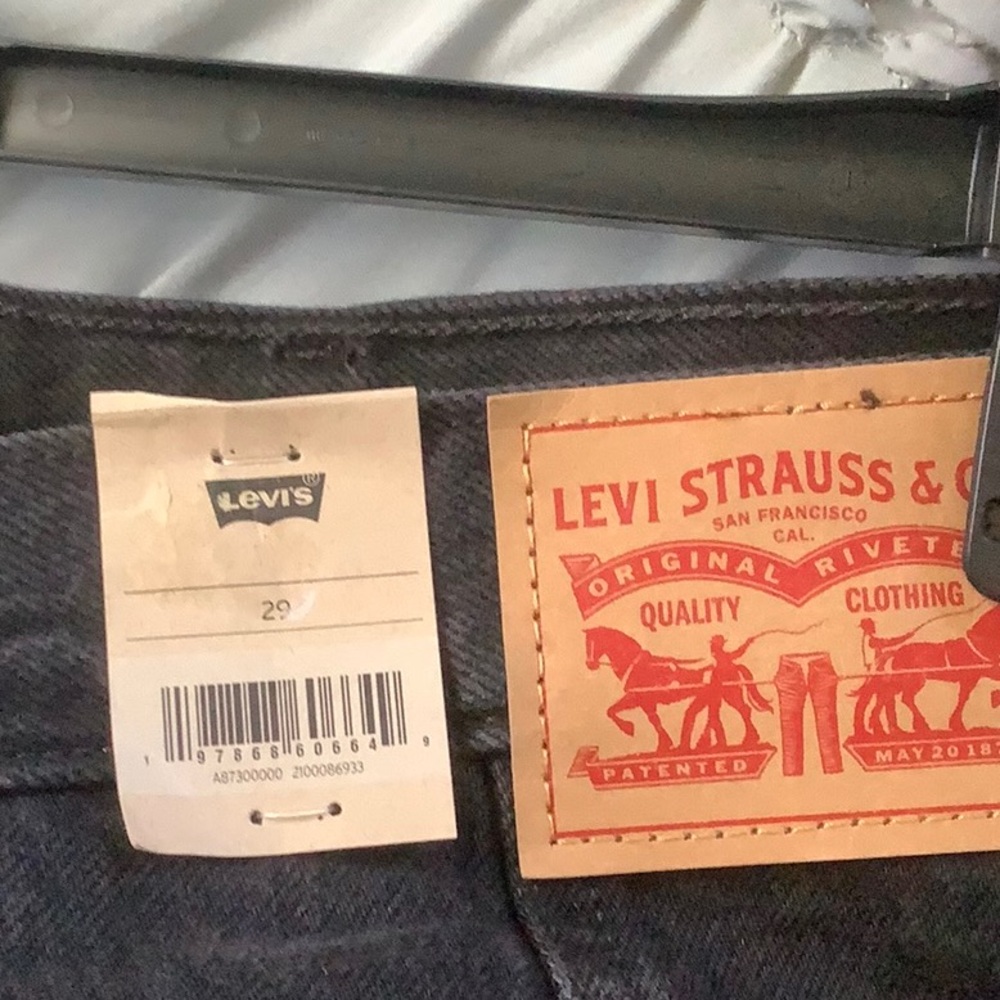 LEVI'S®
29
1 97868 60664 9
A87300000 2100086933
LEVI STRAUSS &
SAN FRANCISCO
CAL.
ORIGINAL RIVETE
QUALITY CLOTHING
PATENTED MAY 20 18